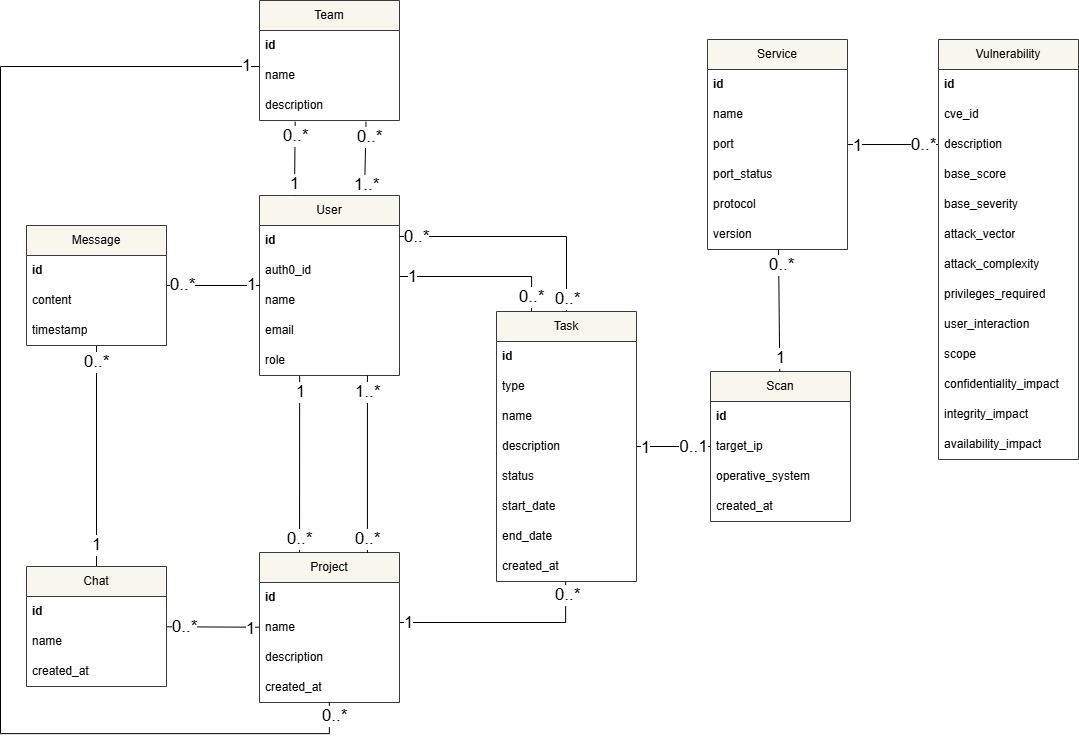 Team
id
name
description
1
0..*
0..*
1
1..*
User
id
auth0_id
name
email
role
0..*
1
0..*
0..*
1
0..*
1
1..*
Message
id
content
timestamp
0..*
1
Chat
id
name
created_at
0..*
1
0..*
0..*
Project
id
name
description
created_at
1
0..*
Task
id
type
name
description
status
start_date
end_date
created_at
0..*
1
0..1
Service
id
name
port
port_status
protocol
version
1
0..*
0..*
1
Scan
id
target_ip
operative_system
created_at
Vulnerability
id
cve_id
description
base_score
base_severity
attack_vector
attack_complexity
privileges_required
user_interaction
scope
confidentiality_impact
integrity_impact
availability_impact